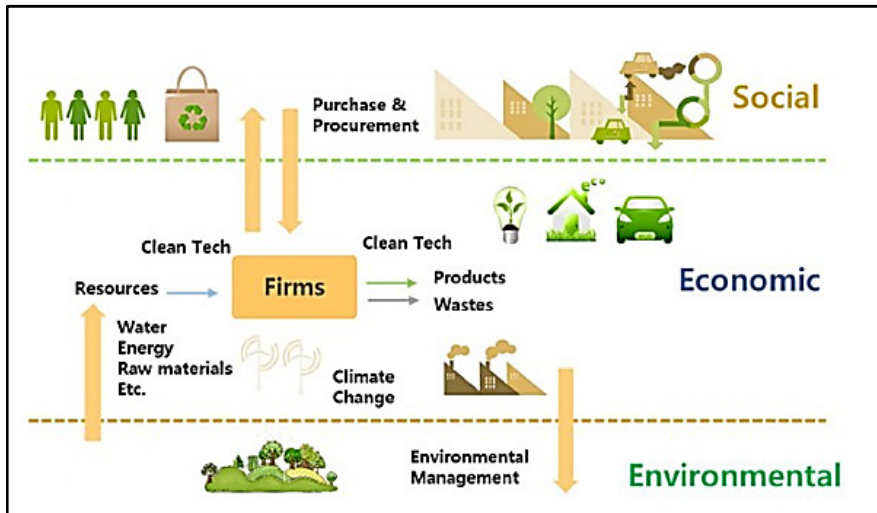 Purchase &
Procurement
Social
eco
Clean Tech
Clean Tech
Resources
Firms
Products
Wastes
Economic
Water
Energy
Raw materials
Etc.
Climate
Change
Environmental
Management
Environmental